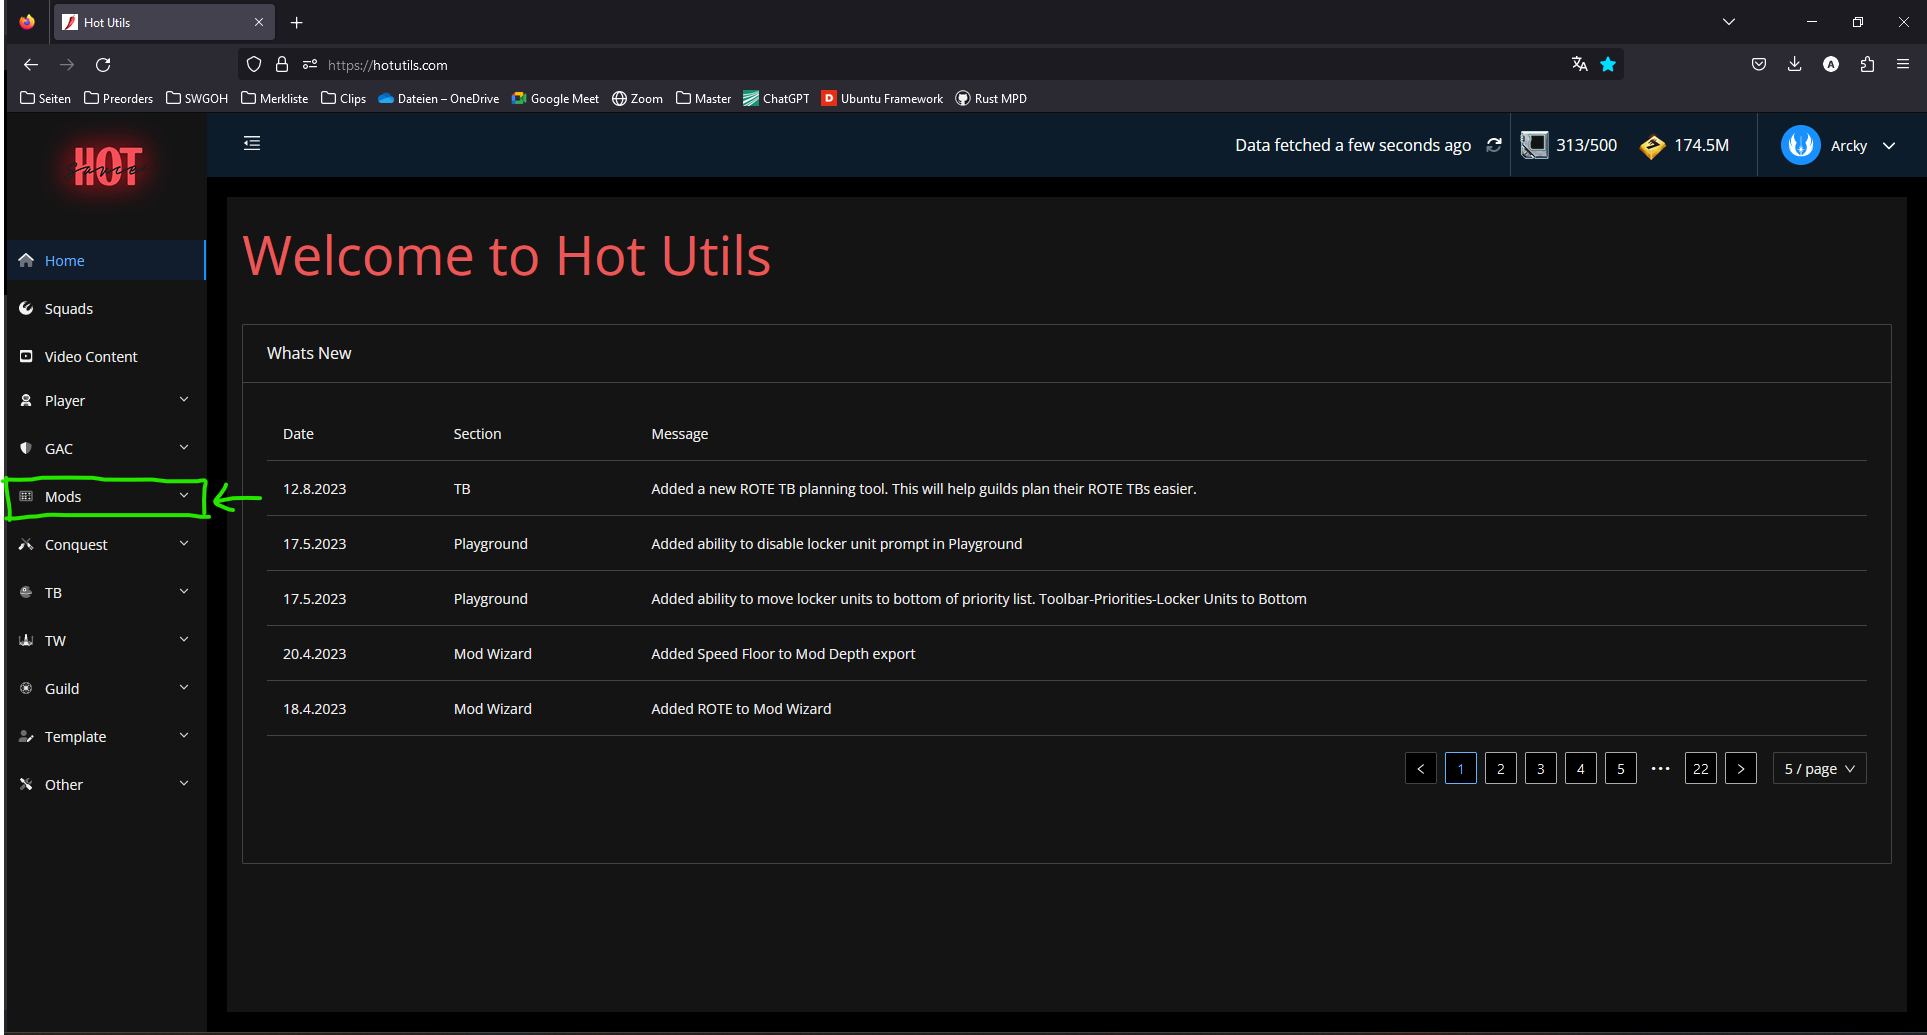 Hot Utils
https://hotutils.com
Seiten Preorders SWGOH Merkliste Clips Dateien – OneDrive Google Meet Zoom Master ChatGPT Ubuntu Framework Rust MPD
HOT
sauce
Data fetched a few seconds ago 313/500 174.5M Arcky
Home
Squads
Video Content
Player
GAC
Mods
Conquest
TB
TW
Guild
Template
Other
Welcome to Hot Utils
Whats New
Date Section Message
12.8.2023 TB Added a new ROTE TB planning tool. This will help guilds plan their ROTE TBs easier.
17.5.2023 Playground Added ability to disable locker unit prompt in Playground
17.5.2023 Playground Added ability to move locker units to bottom of priority list. Toolbar-Priorities-Locker Units to Bottom
20.4.2023 Mod Wizard Added Speed Floor to Mod Depth export
18.4.2023 Mod Wizard Added ROTE to Mod Wizard
< 1 2 3 4 5 ••• 22 > 5 / page